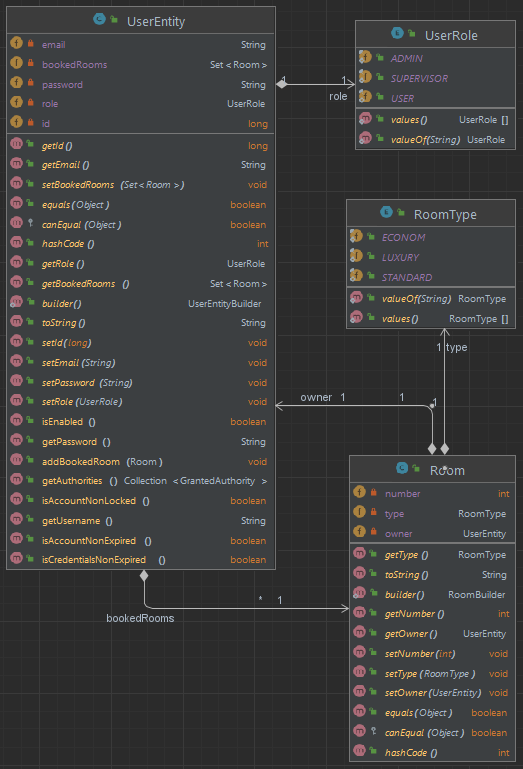 UserEntity
email String
bookedRooms Set<Room>
password String
role UserRole
id long
getId() long
getEmail() String
setBookedRooms (Set<Room>) void
equals(Object) boolean
canEqual(Object) boolean
hashCode() int
getRole() UserRole
getBookedRooms () Set<Room>
builder() UserEntityBuilder
toString() String
setId(long) void
setEmail(String) void
setPassword (String) void
setRole(UserRole) void
isEnabled () boolean
getPassword () String
addBookedRoom (Room) void
getAuthorities () Collection <GrantedAuthority >
isAccountNonLocked () boolean
getUsername () String
isAccountNonExpired () boolean
isCredentialsNonExpired () boolean
1 1
role
UserRole
ADMIN
SUPERVISOR
USER
values() UserRole []
valueOf(String) UserRole
RoomType
ECONOM
LUXURY
STANDARD
valueOf(String) RoomType
values() RoomType []
1 type
owner 1 1 1
Room
number int
type RoomType
owner UserEntity
getType () RoomType
toString() String
builder() RoomBuilder
getNumber() int
getOwner() UserEntity
setNumber(int) void
setType(RoomType) void
setOwner(UserEntity) void
equals(Object) boolean
canEqual (Object) boolean
hashCode() int
* 1
bookedRooms